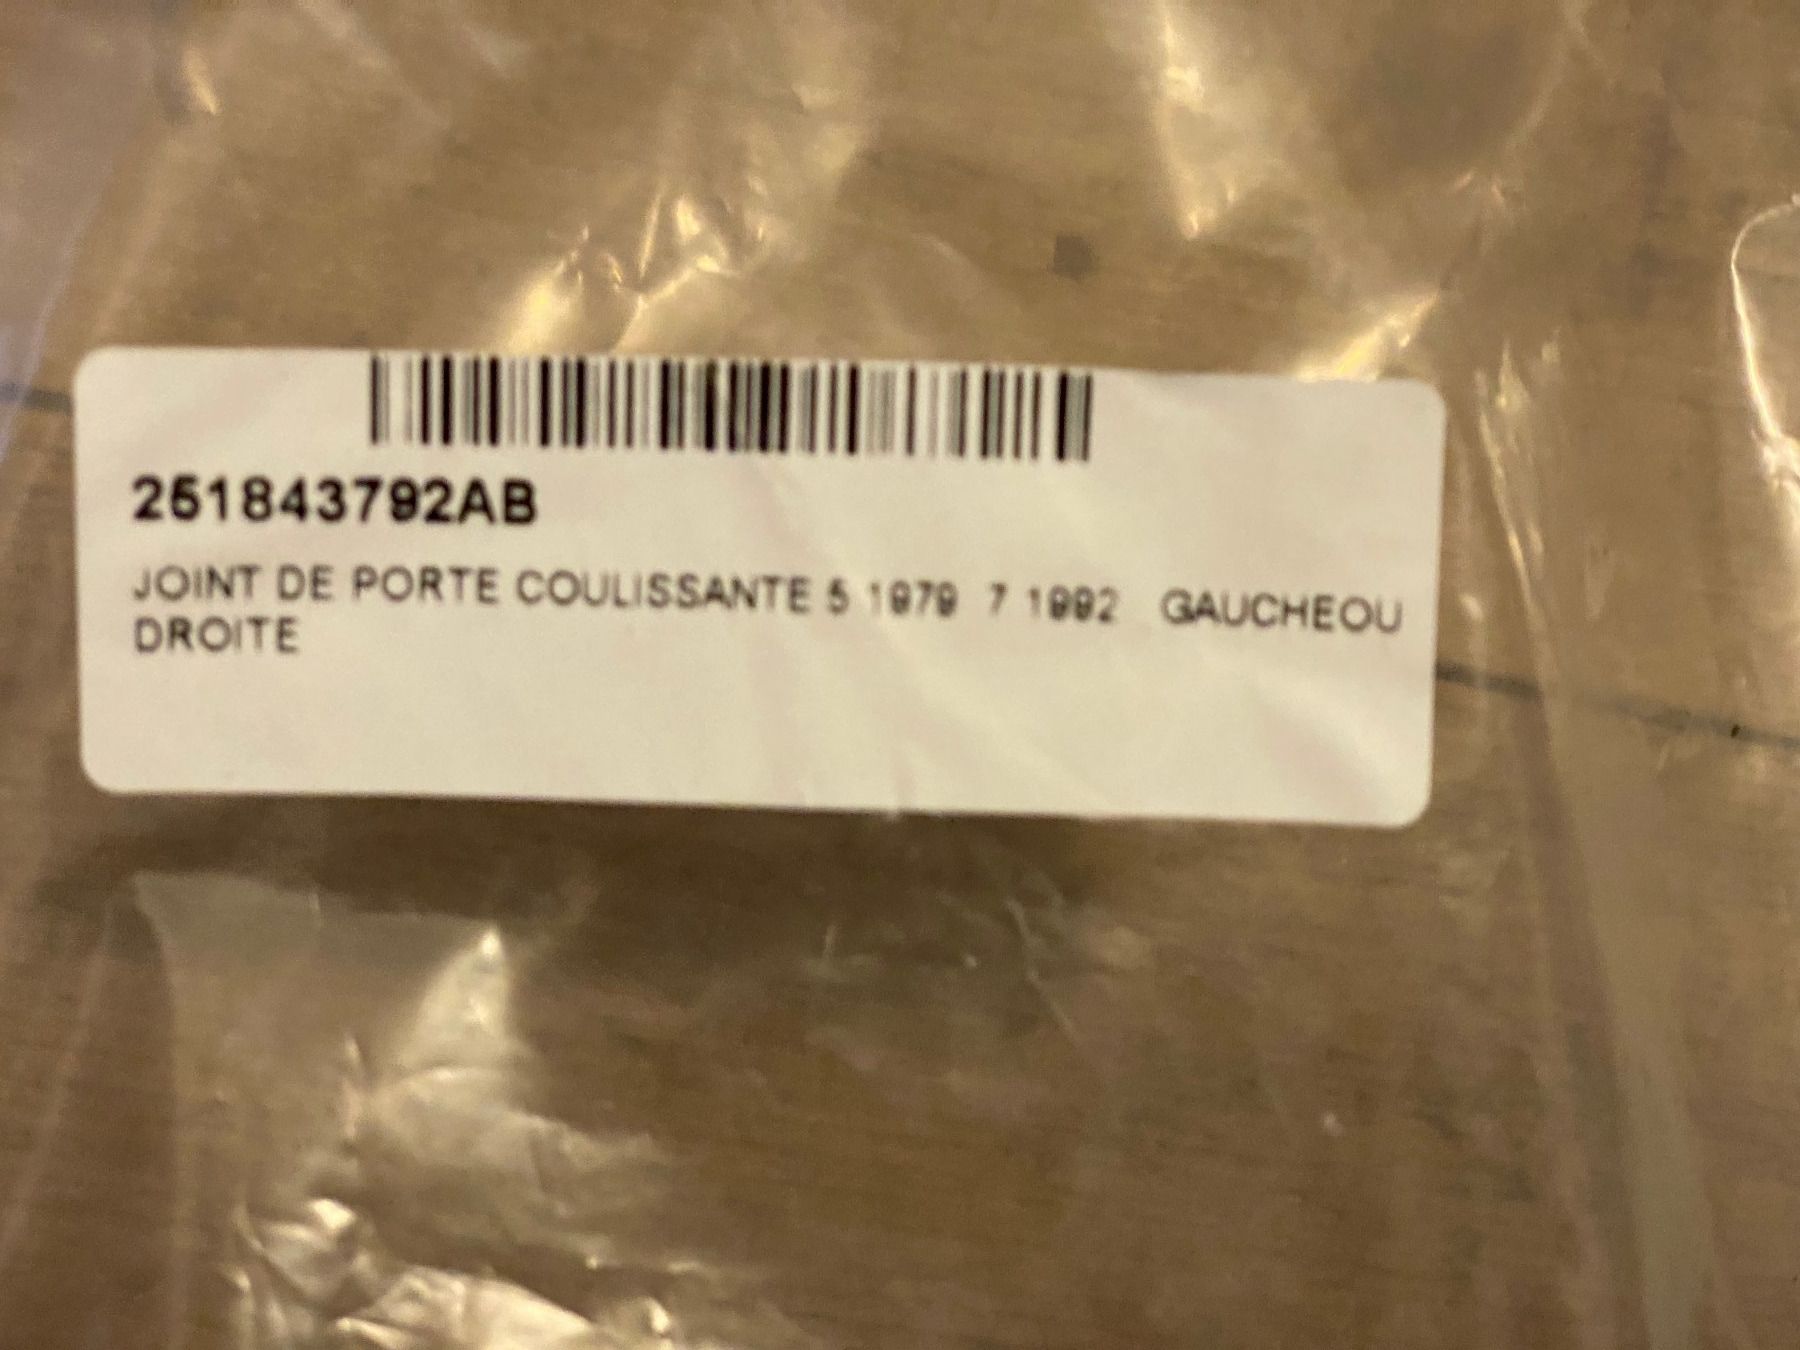 251843792AB
JOINT DE PORTE COULISSANTE 5 1979 7 1992 GAUCHEOU
DROITE